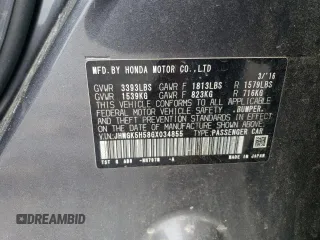 MFD.BY HONDA MOTOR CO.,LTD 3/'16
GVWR 3393LBS GAWR F 1813LBS R 1579LBS
GVWR 1539KG GAWR F 823KG R 716KG
THIS VEHICLE CONFORMS TO ALL APPLICABLE
FEDERAL MOTOR VEHICLE SAFETY, BUMPER,
AND THEFT PREVENTION STANDARDS IN EFFECT
ON THE DATE OF MANUFACTURE SHOWN ABOVE.
V.I.N: TYPE:PASSENGER CAR
MADE IN JAPAN